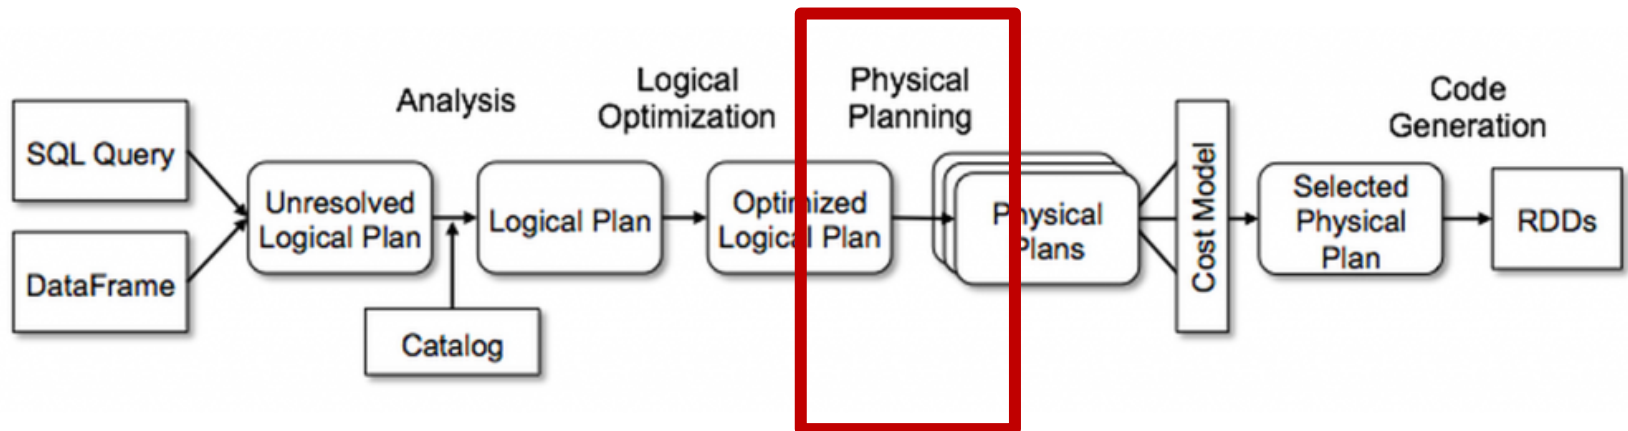 SQL Query
DataFrame
Analysis
Unresolved
Logical Plan
Catalog
Logical Plan
Logical
Optimization
Optimized
Logical Plan
Physical
Planning
Physical
Plans
Cost Model
Selected
Physical
Plan
Code
Generation
RDDs